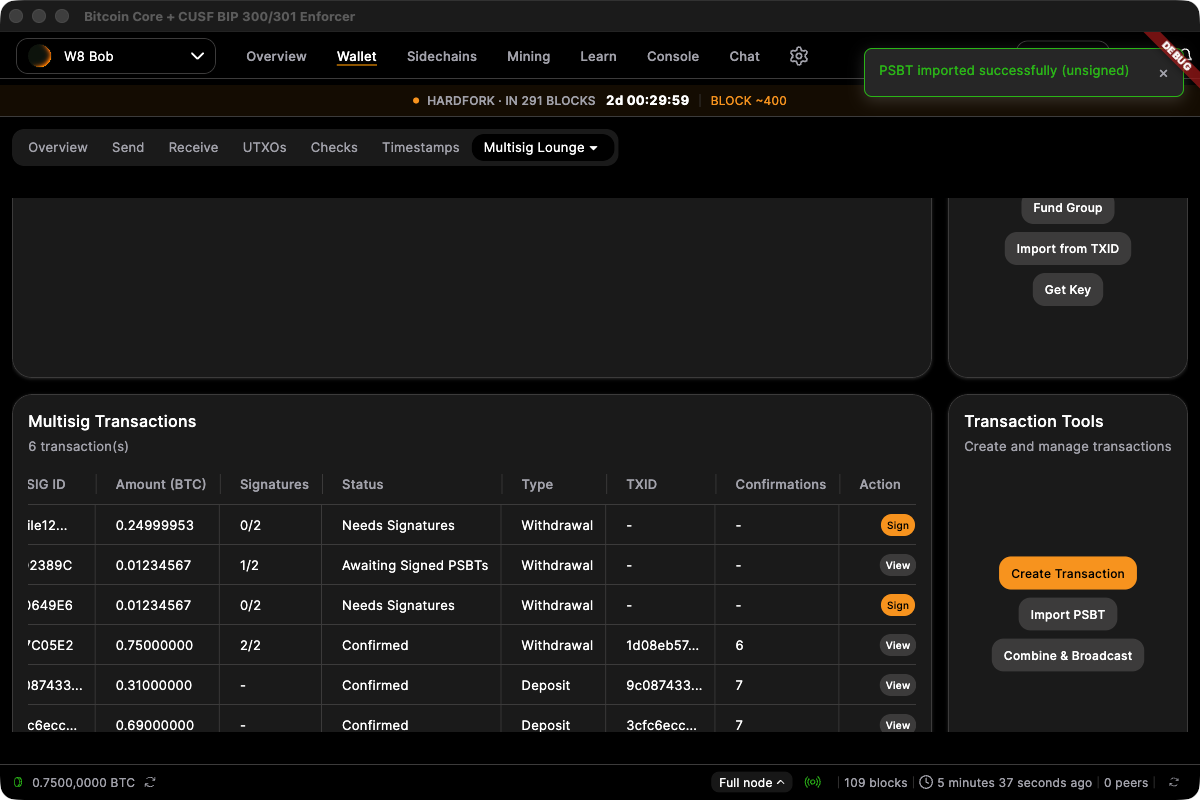 Bitcoin Core + CUSF BIP 300/301 Enforcer
W8 Bob
Overview
Wallet
Sidechains
Mining
Learn
Console
Chat
PSBT imported successfully (unsigned)
DEBUG
HARDFORK · IN 291 BLOCKS 2d 00:29:59 BLOCK ~400
Overview
Send
Receive
UTXOs
Checks
Timestamps
Multisig Lounge
Fund Group
Import from TXID
Get Key
Multisig Transactions
6 transaction(s)
SIG ID Amount (BTC) Signatures Status Type TXID Confirmations Action
ile12... 0.24999953 0/2 Needs Signatures Withdrawal - - Sign
2389C 0.01234567 1/2 Awaiting Signed PSBTs Withdrawal - - View
0649E6 0.01234567 0/2 Needs Signatures Withdrawal - - Sign
7C05E2 0.75000000 2/2 Confirmed Withdrawal 1d08eb57... 6 View
087433... 0.31000000 - Confirmed Deposit 9c087433... 7 View
c6ecc... 0.69000000 - Confirmed Deposit 3cfc6ecc... 7 View
Transaction Tools
Create and manage transactions
Create Transaction
Import PSBT
Combine & Broadcast
0.7500,0000 BTC
Full node
109 blocks
5 minutes 37 seconds ago
0 peers